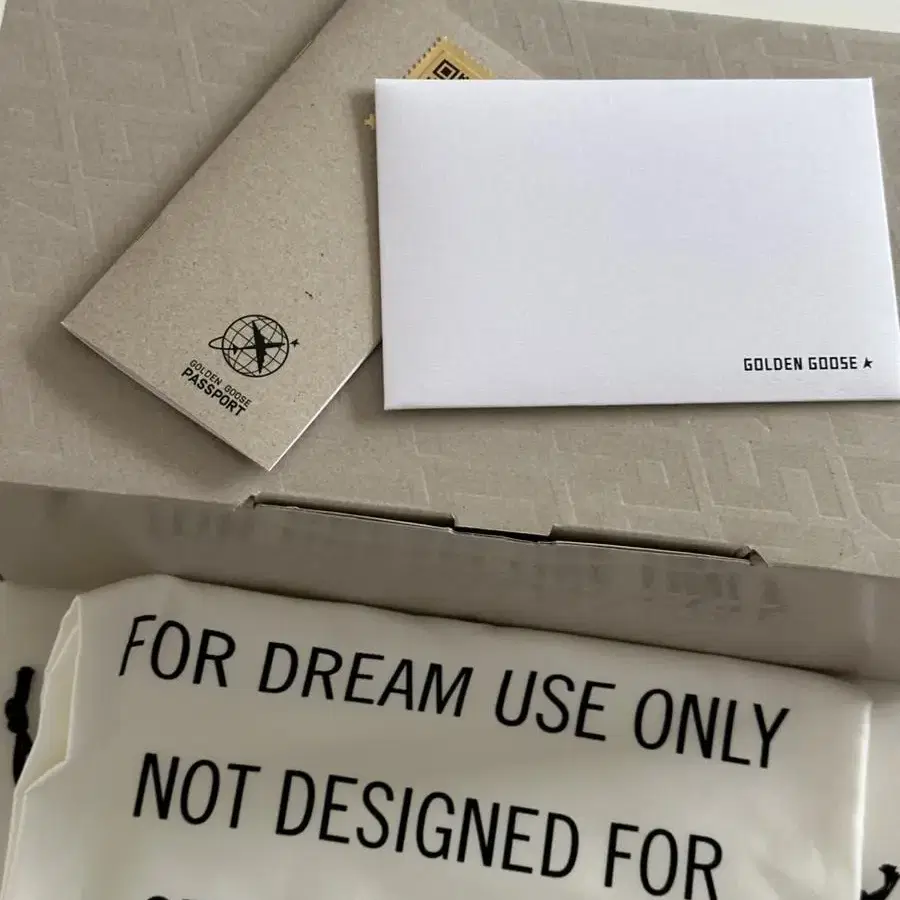 GOLDEN GOOSE
PASSPORT
GOLDEN GOOSE
FOR DREAM USE ONLY
NOT DESIGNED FOR